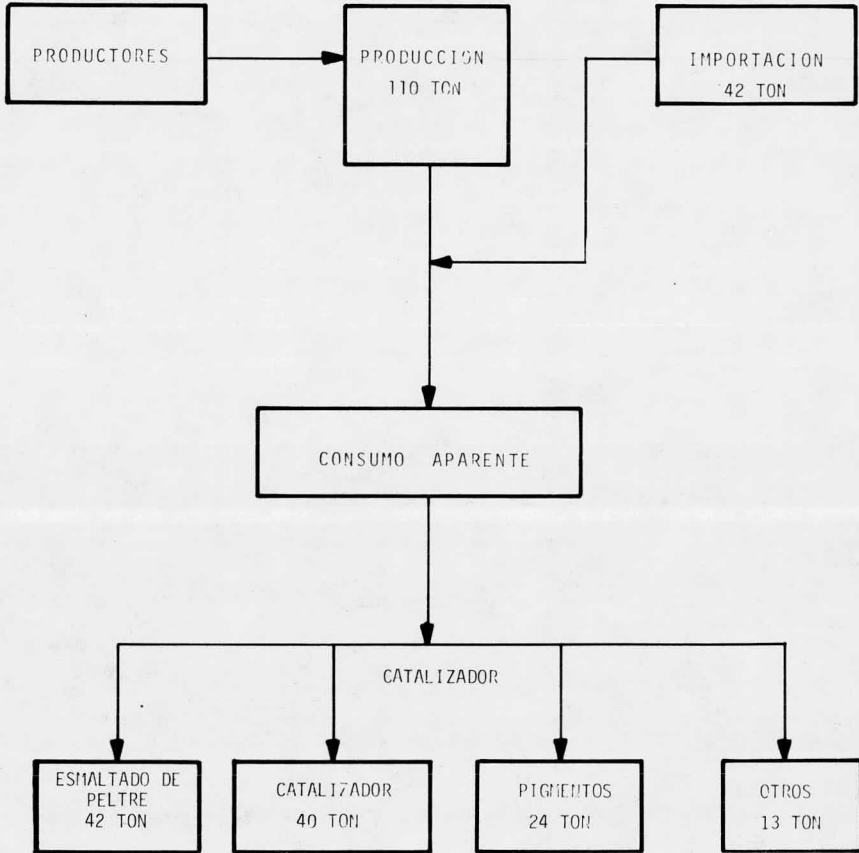 PRODUCTORES
PRODUCCION
110 TON
IMPORTACION
42 TON
CONSUMO APARENTE
CATALIZADOR
ESMALTADO DE
PELTRE
42 TON
CATALIZADOR
40 TON
PIGMENTOS
24 TON
OTROS
13 TON